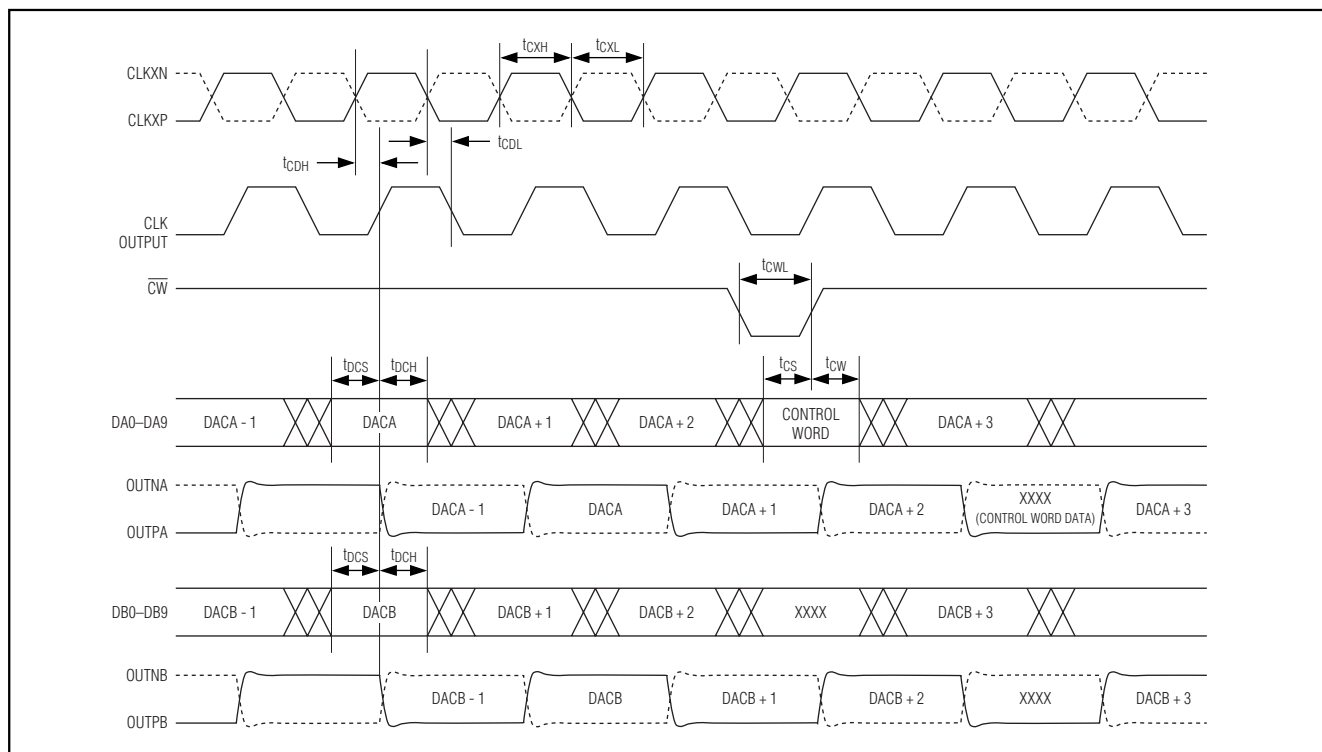 tCXH tCXL
CLKXN
CLKXP
tCDH tCDL
CLK
OUTPUT
tCWL
CW
tDCS tDCH tCS tCW
DA0–DA9 DACA - 1 DACA DACA + 1 DACA + 2 CONTROL
WORD DACA + 3
OUTNA
OUTPA
DACA - 1 DACA DACA + 1 DACA + 2 XXXX
(CONTROL WORD DATA) DACA + 3
tDCS tDCH
DB0–DB9 DACB - 1 DACB DACB + 1 DACB + 2 XXXX DACB + 3
OUTNB
OUTPB
DACB - 1 DACB DACB + 1 DACB + 2 XXXX DACB + 3